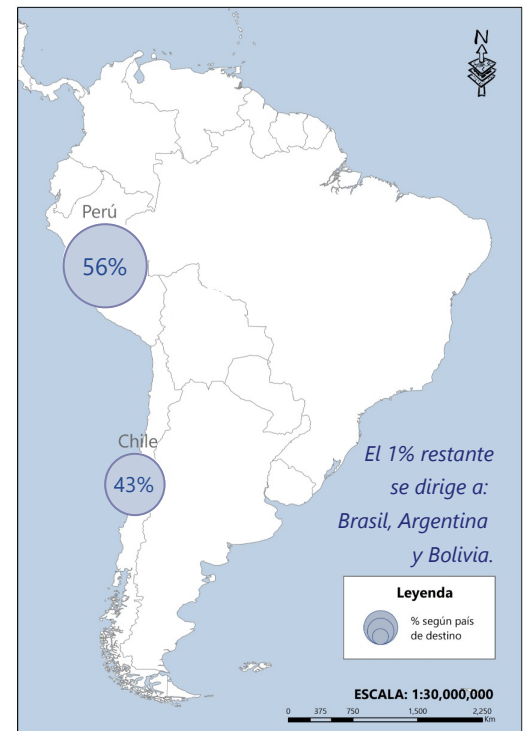 N
Perú
56%
Chile
43%
El 1% restante
se dirige a:
Brasil, Argentina
y Bolivia.
Leyenda
% según país
de destino
ESCALA: 1:30,000,000
0 375 750 1,500 2,250
Km